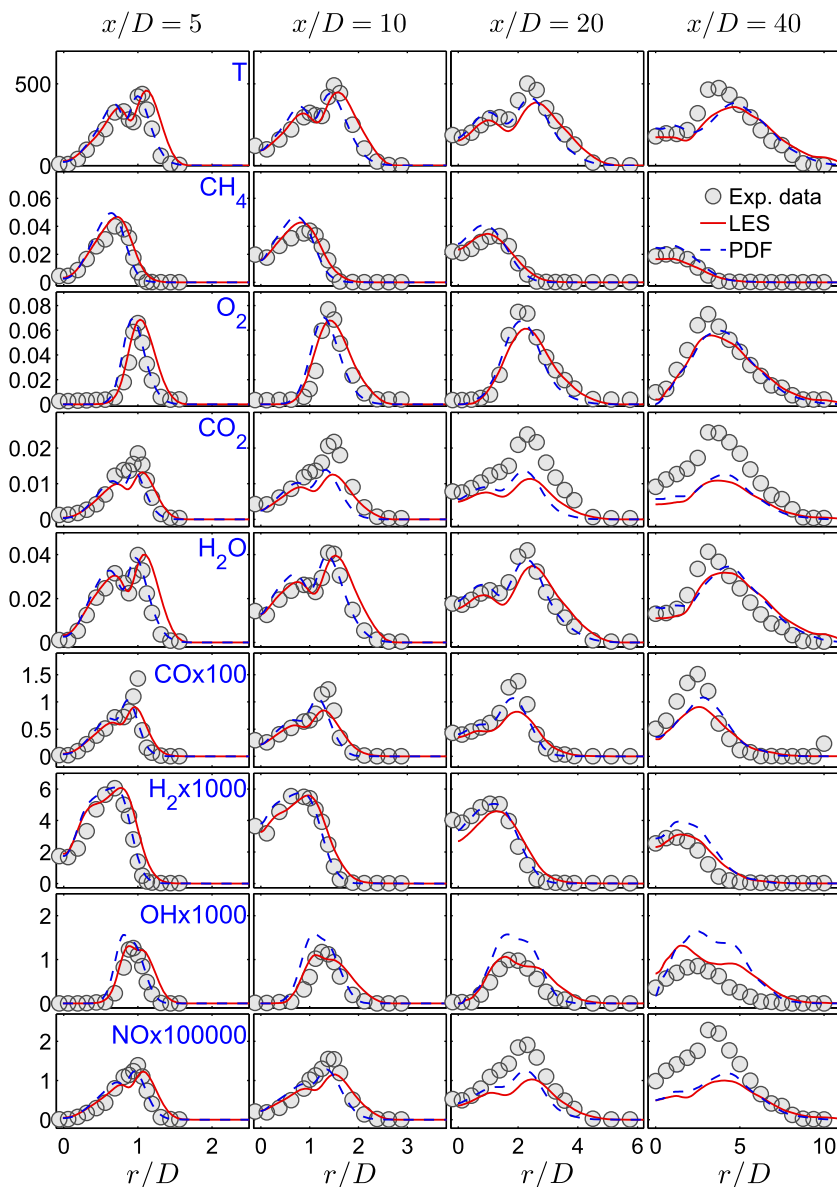 x/D = 5 x/D = 10 x/D = 20 x/D = 40
500
0
T
0.06
0.04
0.02
0
CH4
Exp. data
LES
PDF
0.08
0.06
0.04
0.02
0
O2
0.02
0.01
0
CO2
0.04
0.02
0
H2O
1.5
1
0.5
0
COx100
6
4
2
0
H2x1000
2
1
0
OHx1000
2
1
0
NOx100000
0 1 2 0 1 2 3 0 2 4 6 0 5 10
r/D r/D r/D r/D